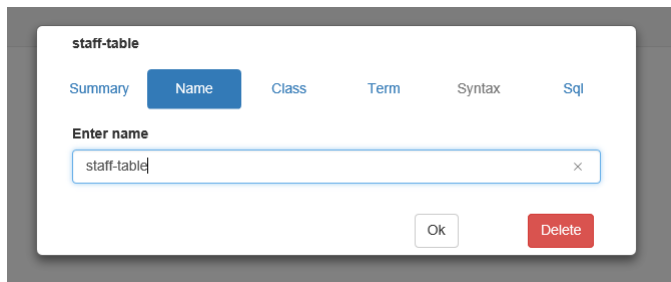 staff-table
Summary Name Class Term Syntax Sql
Enter name
staff-table
Ok Delete